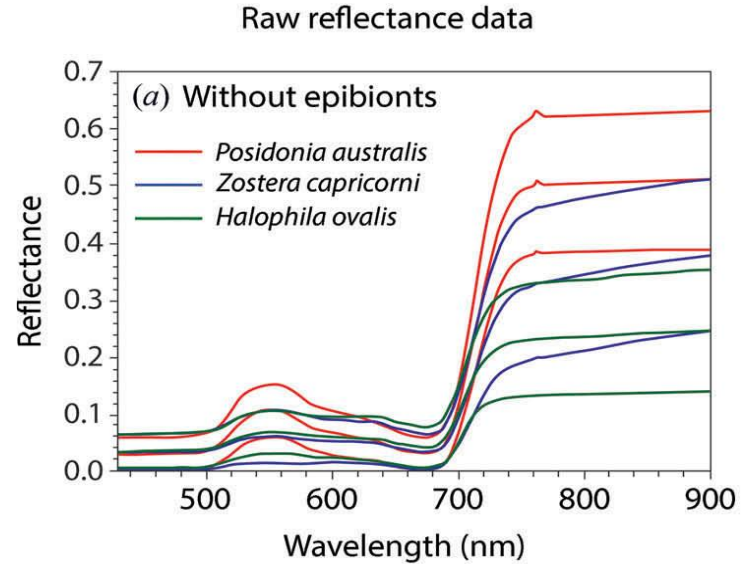 Raw reflectance data
(a) Without epibionts
Posidonia australis
Zostera capricorni
Halophila ovalis
Reflectance
0.7
0.6
0.5
0.4
0.3
0.2
0.1
0.0
500 600 700 800 900
Wavelength (nm)